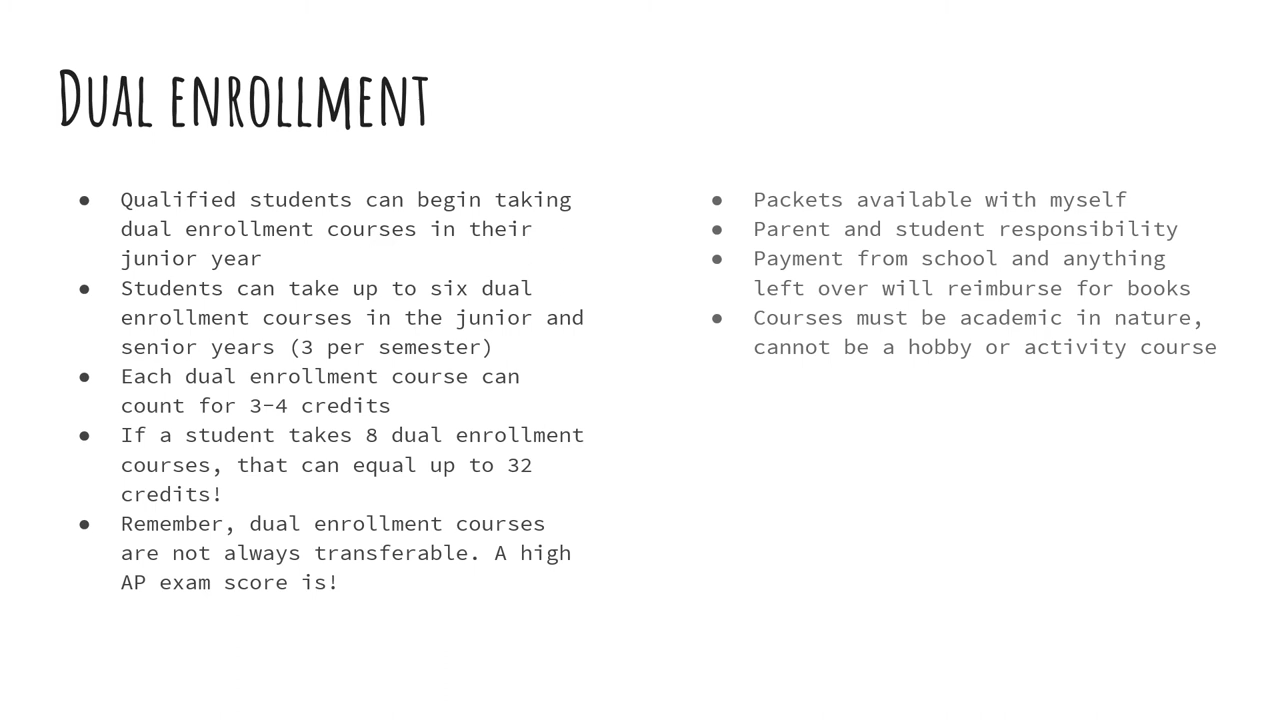 Dual enrollment
● Qualified students can begin taking
dual enrollment courses in their
junior year
● Students can take up to six dual
enrollment courses in the junior and
senior years (3 per semester)
● Each dual enrollment course can
count for 3-4 credits
● If a student takes 8 dual enrollment
courses, that can equal up to 32
credits!
● Remember, dual enrollment courses
are not always transferable. A high
AP exam score is!
● Packets available with myself
● Parent and student responsibility
● Payment from school and anything
left over will reimburse for books
● Courses must be academic in nature,
cannot be a hobby or activity course